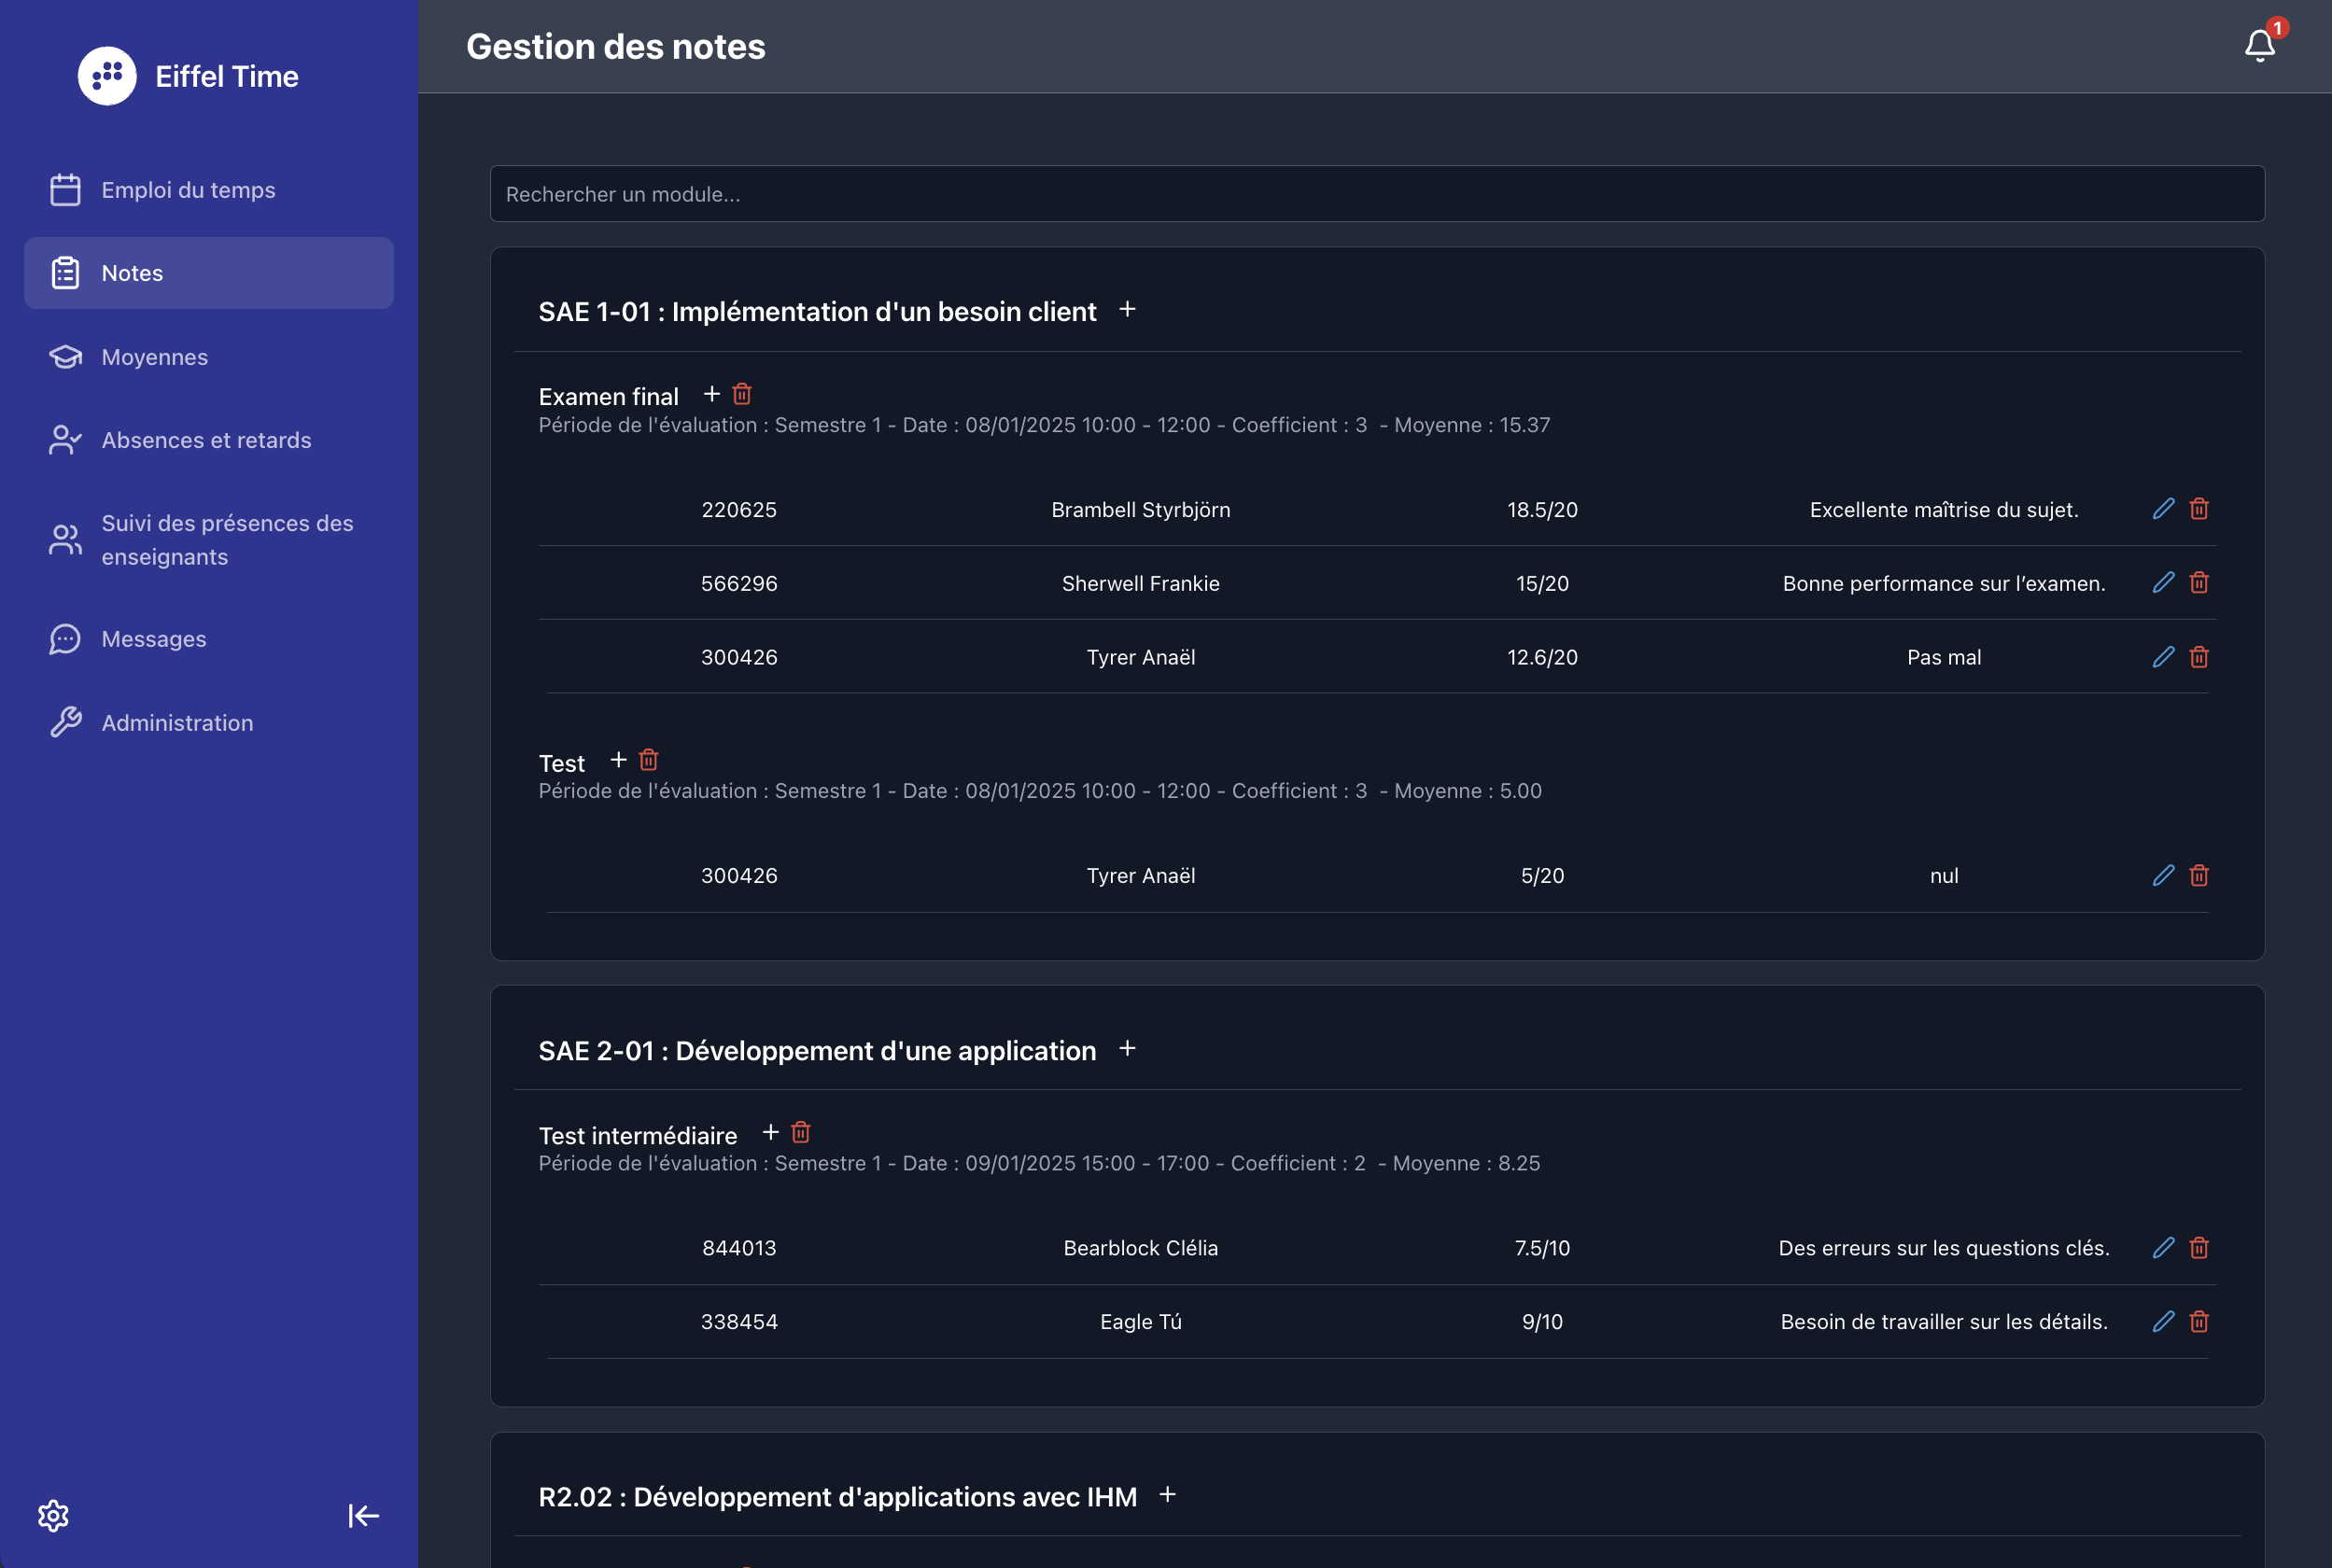 Eiffel Time
Emploi du temps
Notes
Moyennes
Absences et retards
Suivi des présences des
enseignants
Messages
Administration
Gestion des notes
1
Rechercher un module...
SAE 1-01 : Implémentation d'un besoin client +
Examen final +
Période de l'évaluation : Semestre 1 - Date : 08/01/2025 10:00 - 12:00 - Coefficient : 3 - Moyenne : 15.37
220625 Brambell Styrbjörn 18.5/20 Excellente maîtrise du sujet.
566296 Sherwell Frankie 15/20 Bonne performance sur l’examen.
300426 Tyrer Anaël 12.6/20 Pas mal
Test +
Période de l'évaluation : Semestre 1 - Date : 08/01/2025 10:00 - 12:00 - Coefficient : 3 - Moyenne : 5.00
300426 Tyrer Anaël 5/20 nul
SAE 2-01 : Développement d'une application +
Test intermédiaire +
Période de l'évaluation : Semestre 1 - Date : 09/01/2025 15:00 - 17:00 - Coefficient : 2 - Moyenne : 8.25
844013 Bearblock Clélia 7.5/10 Des erreurs sur les questions clés.
338454 Eagle Tú 9/10 Besoin de travailler sur les détails.
R2.02 : Développement d'applications avec IHM +